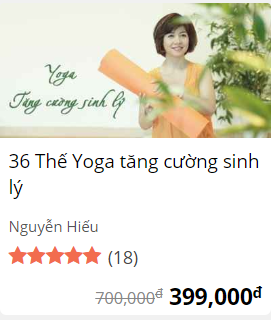 Yoga
Tăng cường sinh lý
36 Thế Yoga tăng cường sinh
lý
Nguyễn Hiếu
(18)
700,000đ 399,000đ